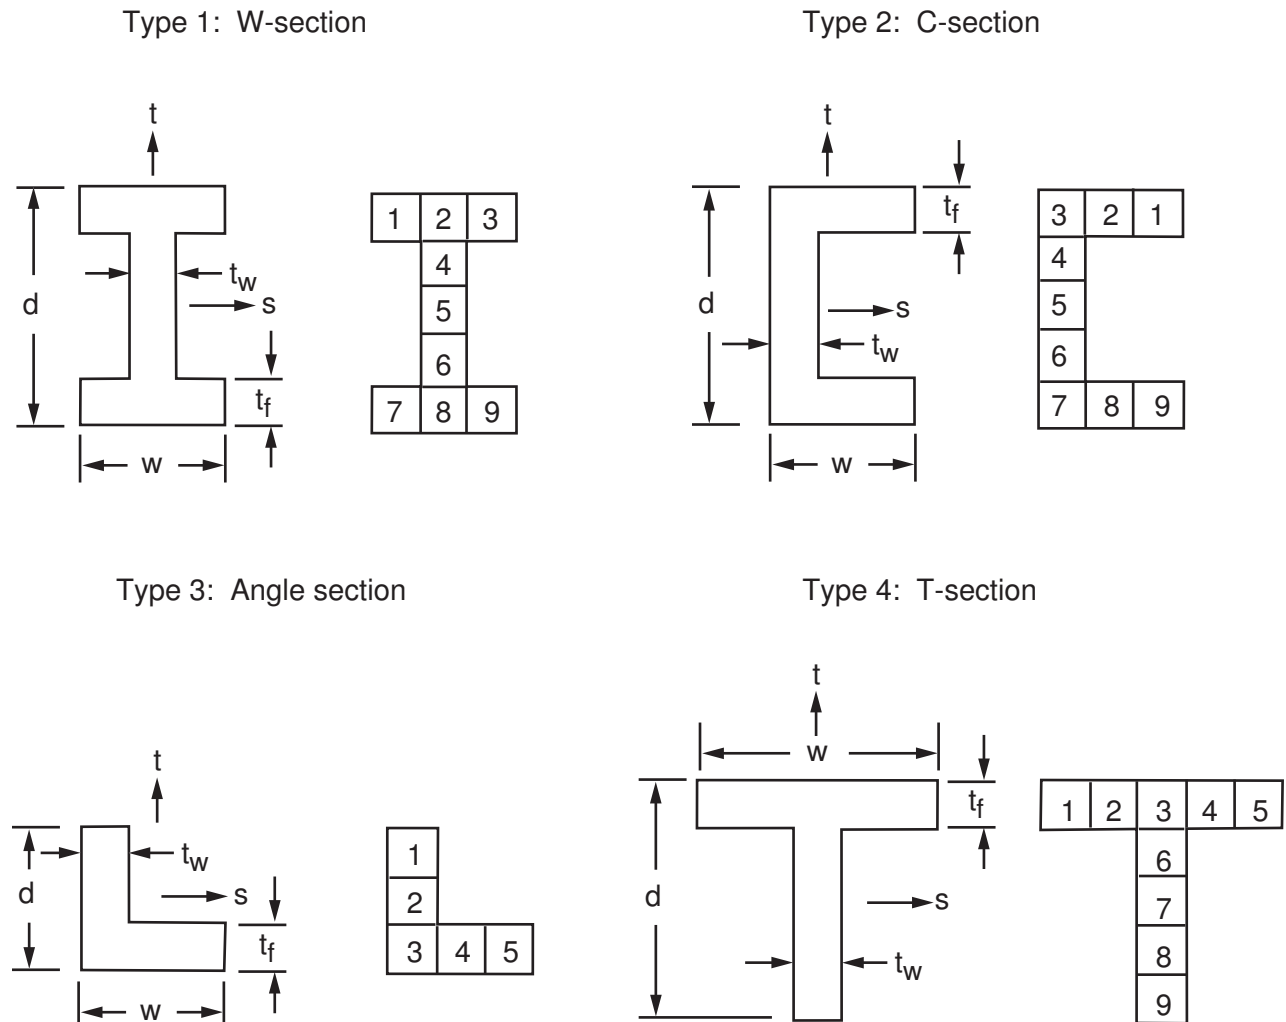 Type 1: W-section
t
d
t_w
s
t_f
w
1 2 3
4
5
6
7 8 9
Type 2: C-section
t
t_f
d
s
t_w
w
3 2 1
4
5
6
7 8 9
Type 3: Angle section
t
t_w
d
s
t_f
w
1
2
3 4 5
Type 4: T-section
t
w
t_f
d
s
t_w
1 2 3 4 5
6
7
8
9